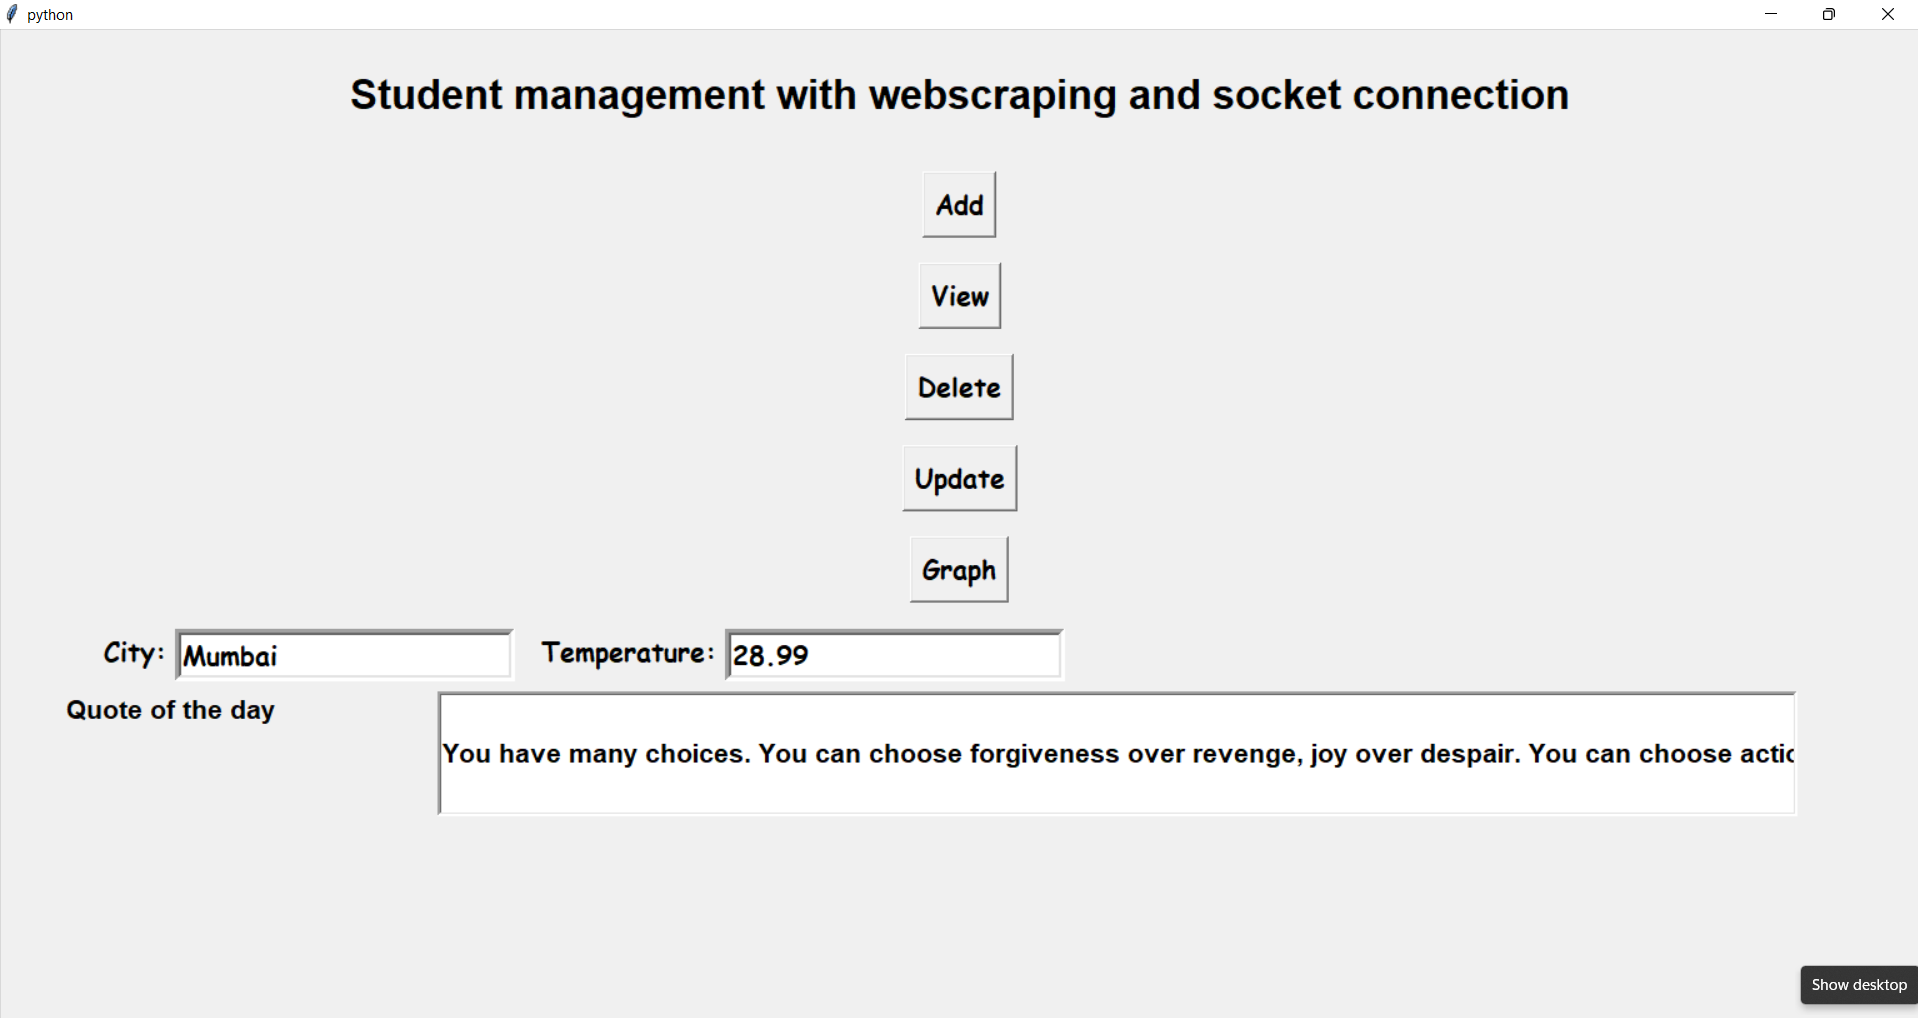 python
Student management with webscraping and socket connection
Add
View
Delete
Update
Graph
City: Mumbai Temperature: 28.99
Quote of the day
You have many choices. You can choose forgiveness over revenge, joy over despair. You can choose
Show desktop